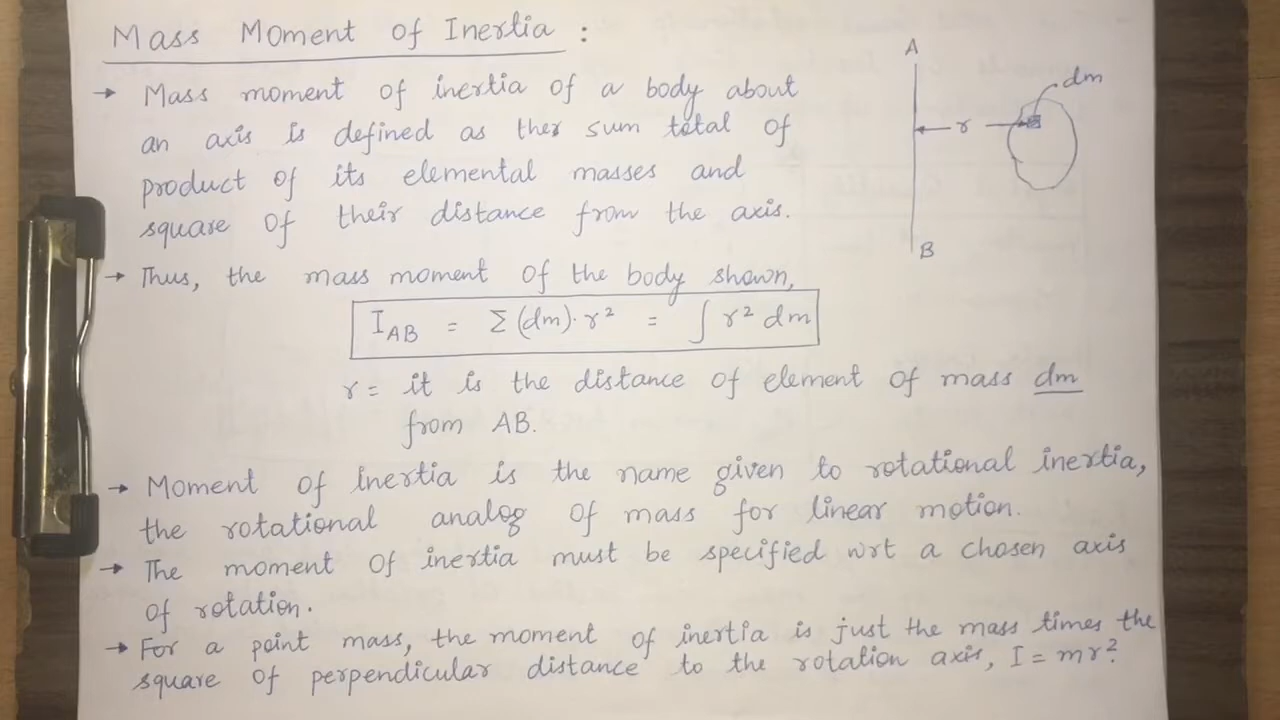 Mass Moment of Inertia :
→ Mass moment of inertia of a body about
an axis is defined as ther sum total of
product of its elemental masses and
square of their distance from the axis.
→ Thus, the mass moment of the body shown,
I_AB = Σ (dm)·r² = ∫ r² dm
r = it is the distance of element of mass dm
from AB.
→ Moment of inertia is the name given to rotational inertia,
the rotational analog of mass for linear motion.
→ The moment of inertia must be specified wrt a chosen axis
of rotation.
→ For a point mass, the moment of inertia is just the mass times the
square of perpendicular distance to the rotation axis, I = mr².
A
dm
r
B